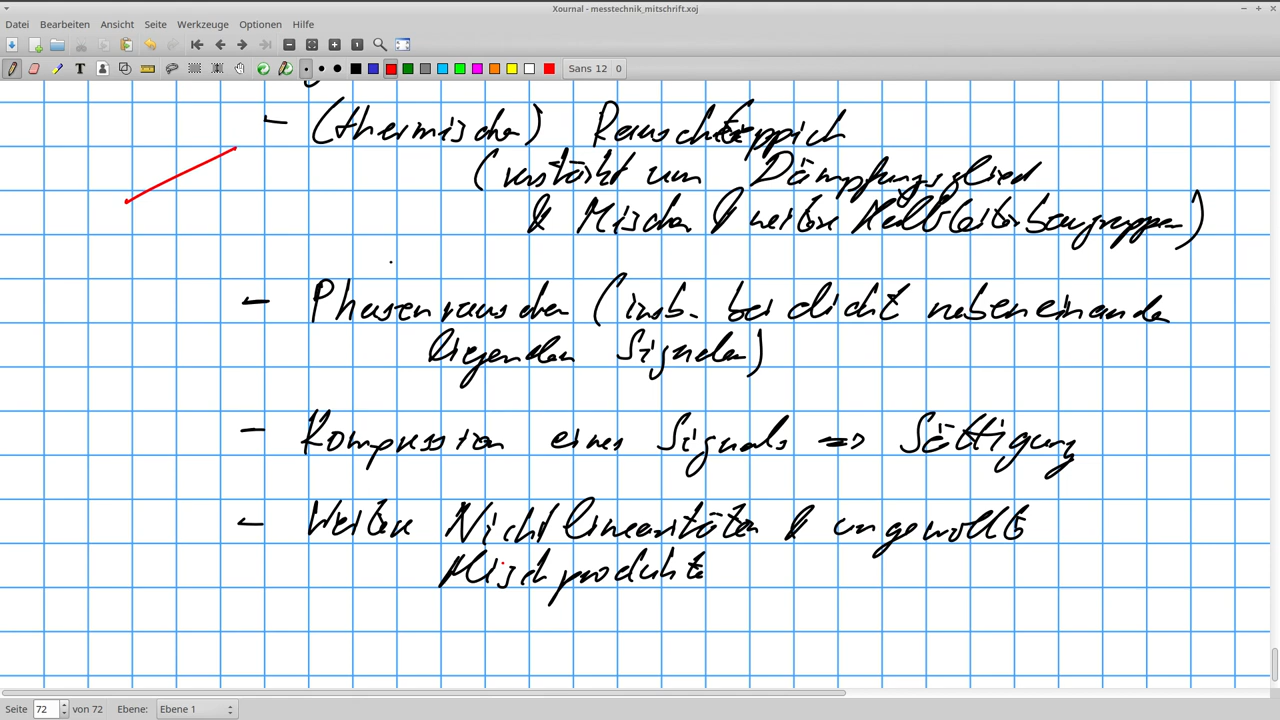 Xournal - messtechnik_mitschrift.xoj
Datei Bearbeiten Ansicht Seite Werkzeuge Optionen Hilfe
Sans 12 0
- (thermischer) Rauschteppich
(verstärkt um Dämpfungsglied
& Mischer & weitere Halbleiterbaugruppen)
- Phasenrauschen (insb. bei dicht nebeneinander
liegenden Signalen)
- Kompression eines Signals => Sättigung
- Weitere Nichtlinearitäten & ungewollte
Mischprodukte
Seite 72 von 72 Ebene: Ebene 1